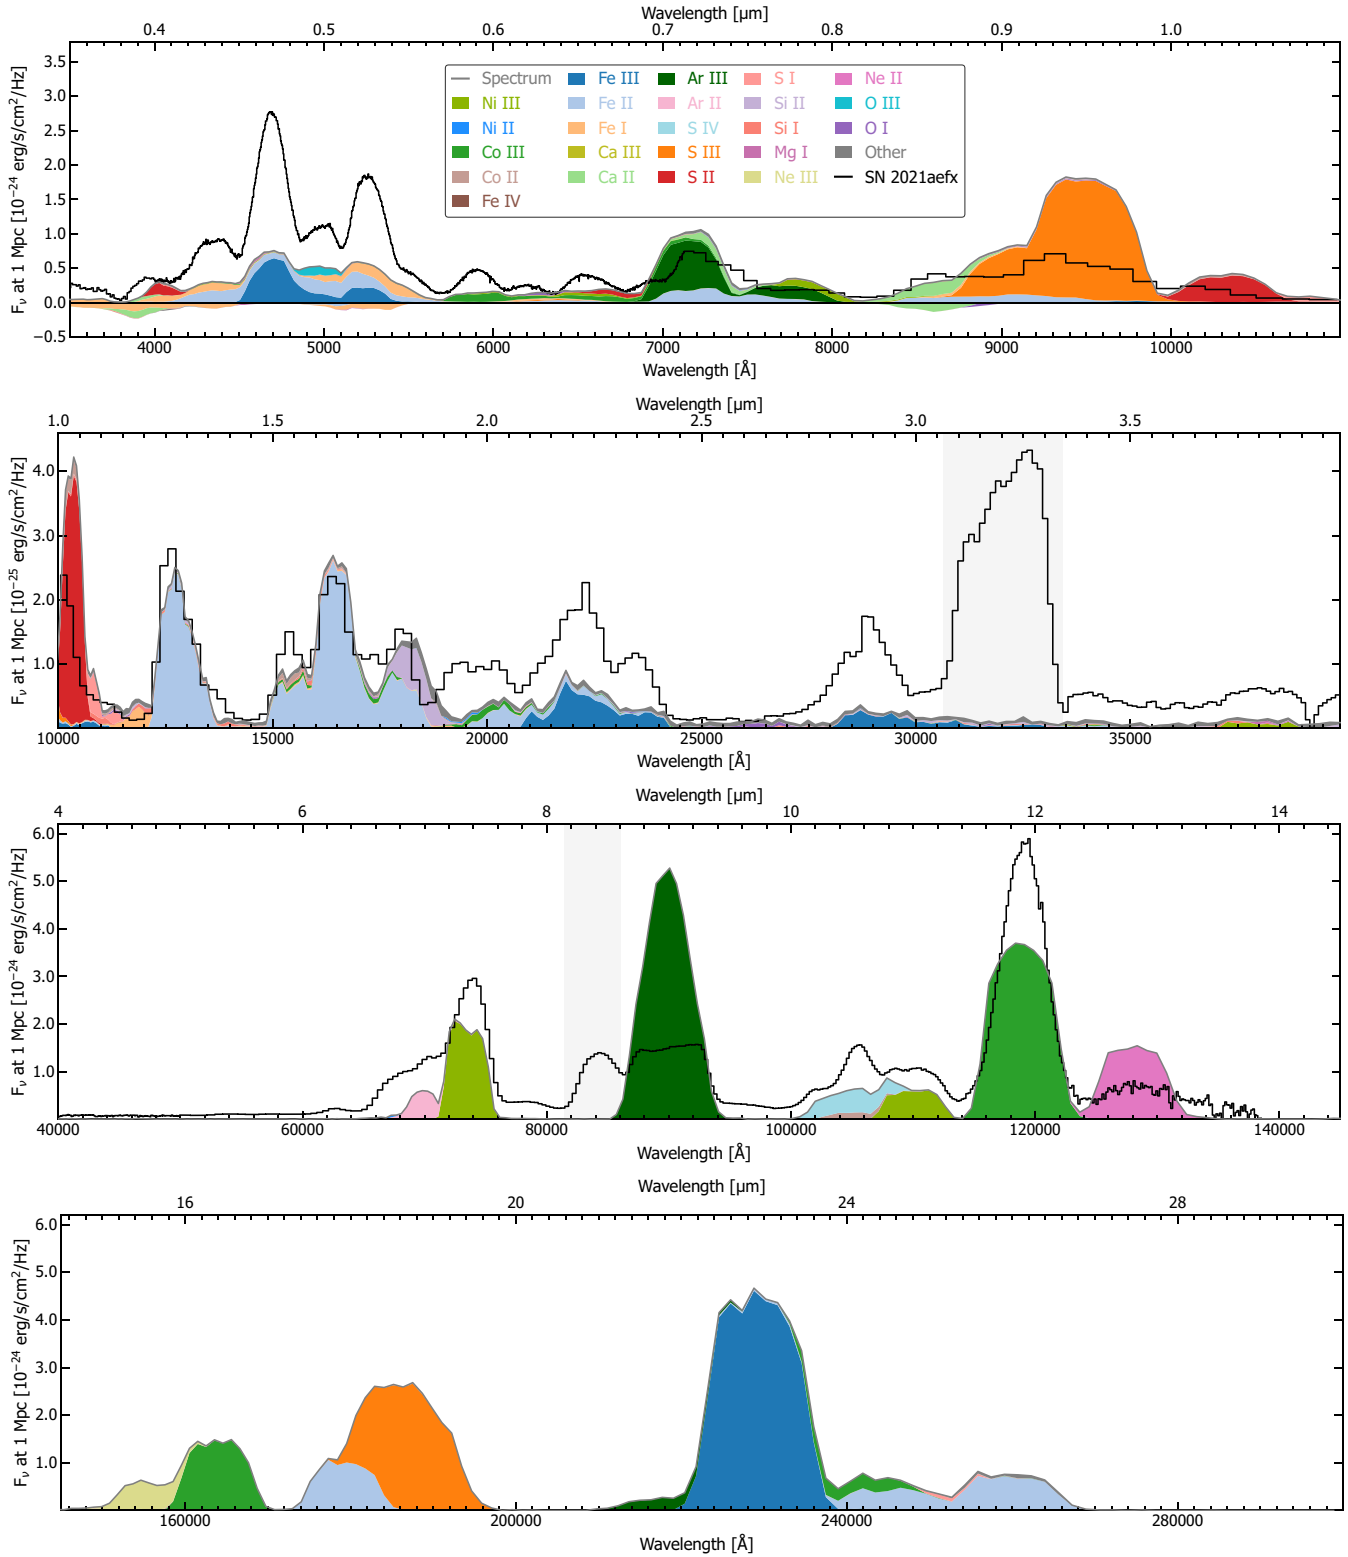 Wavelength [µm]
0.4 0.5 0.6 0.7 0.8 0.9 1.0
F_ν at 1 Mpc [10⁻²⁴ erg/s/cm²/Hz]
3.5
3.0
2.5
2.0
1.5
1.0
0.5
0.0
−0.5
Spectrum Fe III Ar III S I Ne II
Ni III Fe II Ar II Si II O III
Ni II Fe I S IV Si I O I
Co III Ca III S III Mg I Other
Co II Ca II S II Ne III SN 2021aefx
Fe IV
4000 5000 6000 7000 8000 9000 10000
Wavelength [Å]
Wavelength [µm]
1.0 1.5 2.0 2.5 3.0 3.5
F_ν at 1 Mpc [10⁻²⁵ erg/s/cm²/Hz]
4.0
3.0
2.0
1.0
10000 15000 20000 25000 30000 35000
Wavelength [Å]
Wavelength [µm]
4 6 8 10 12 14
F_ν at 1 Mpc [10⁻²⁴ erg/s/cm²/Hz]
6.0
5.0
4.0
3.0
2.0
1.0
40000 60000 80000 100000 120000 140000
Wavelength [Å]
Wavelength [µm]
16 20 24 28
F_ν at 1 Mpc [10⁻²⁴ erg/s/cm²/Hz]
6.0
5.0
4.0
3.0
2.0
1.0
160000 200000 240000 280000
Wavelength [Å]